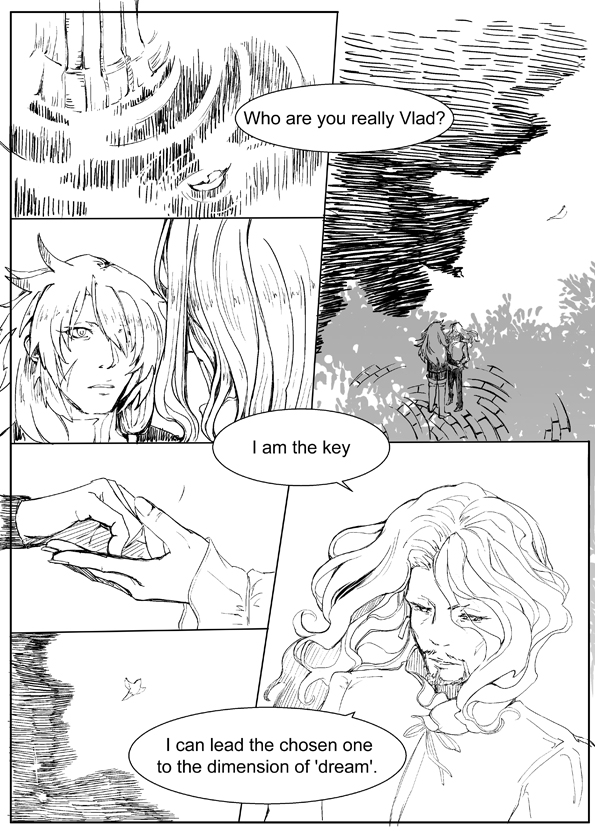 Who are you really Vlad?
I am the key
I can lead the chosen one
to the dimension of 'dream'.